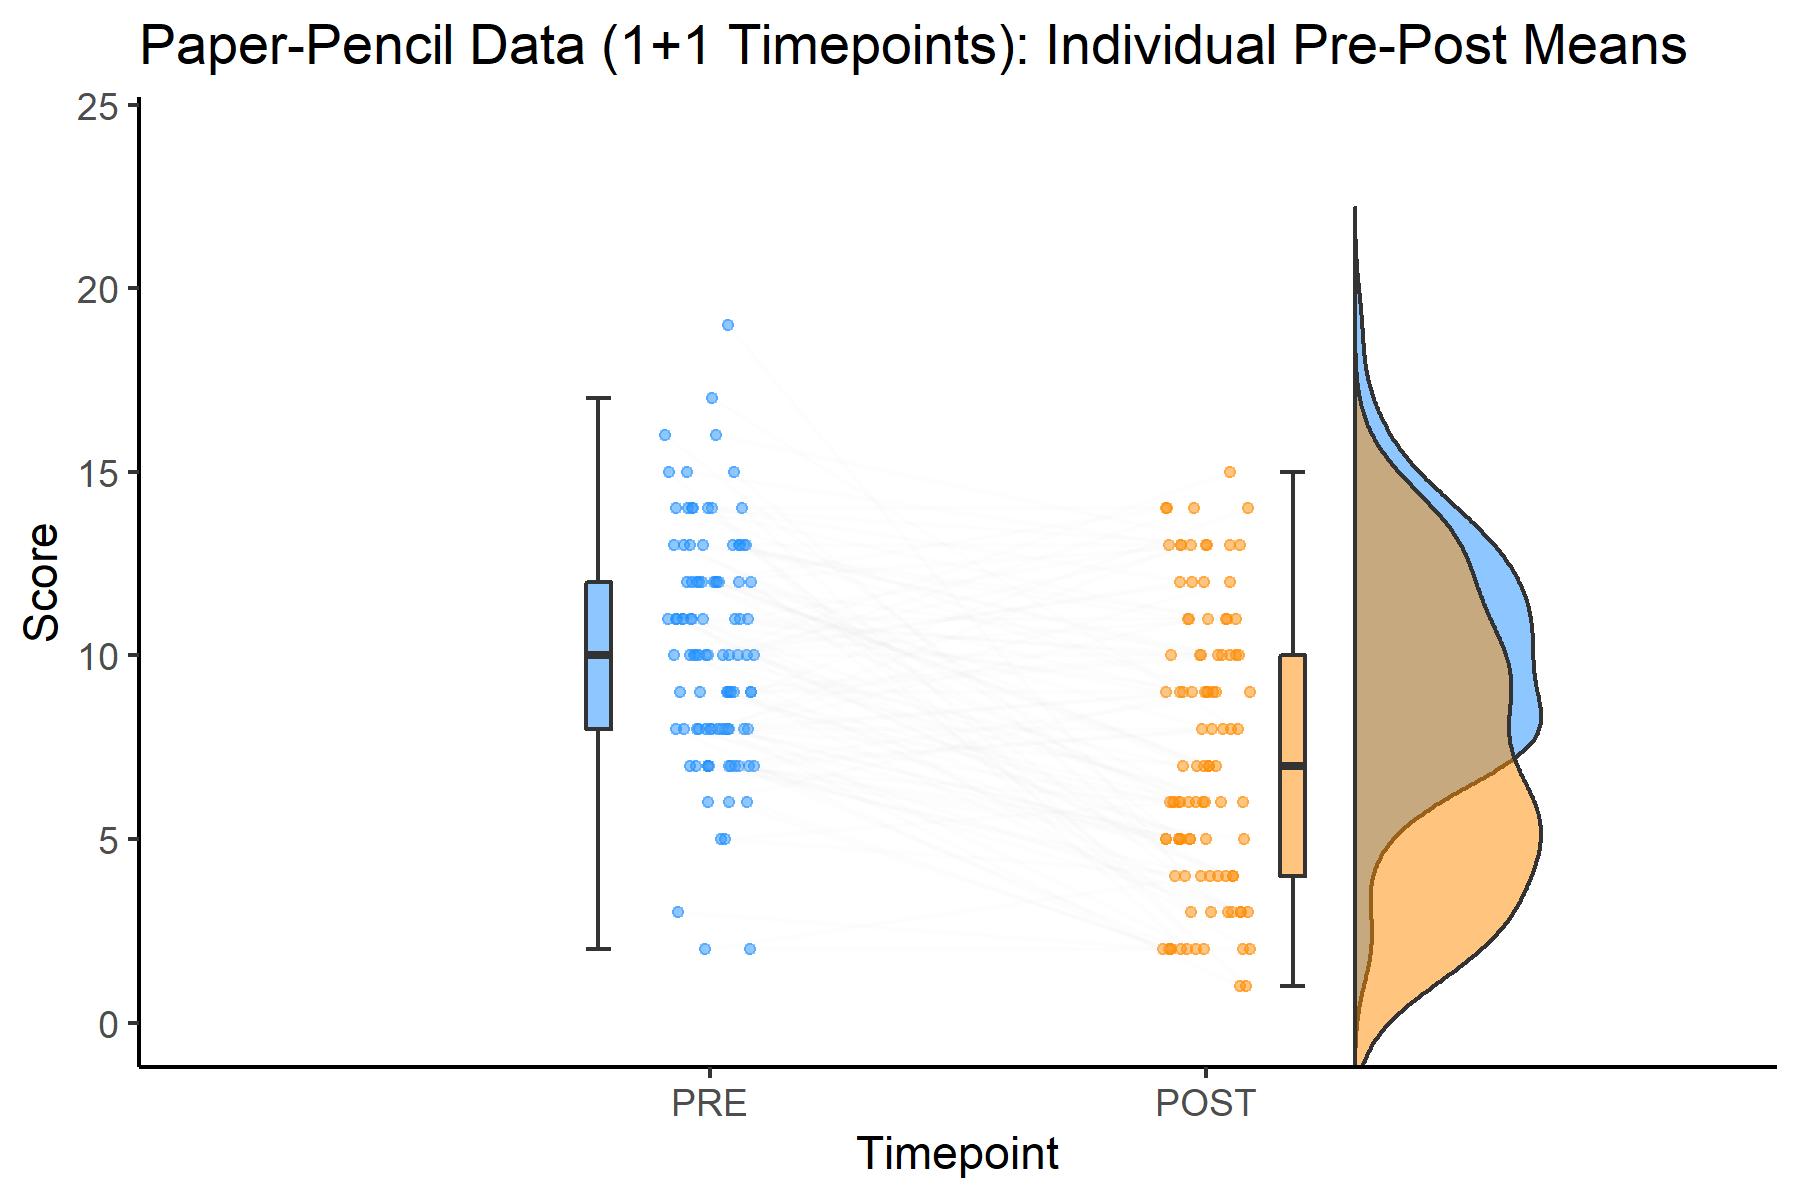 Paper-Pencil Data (1+1 Timepoints): Individual Pre-Post Means
25
20
15
10
5
0
Score
PRE
POST
Timepoint